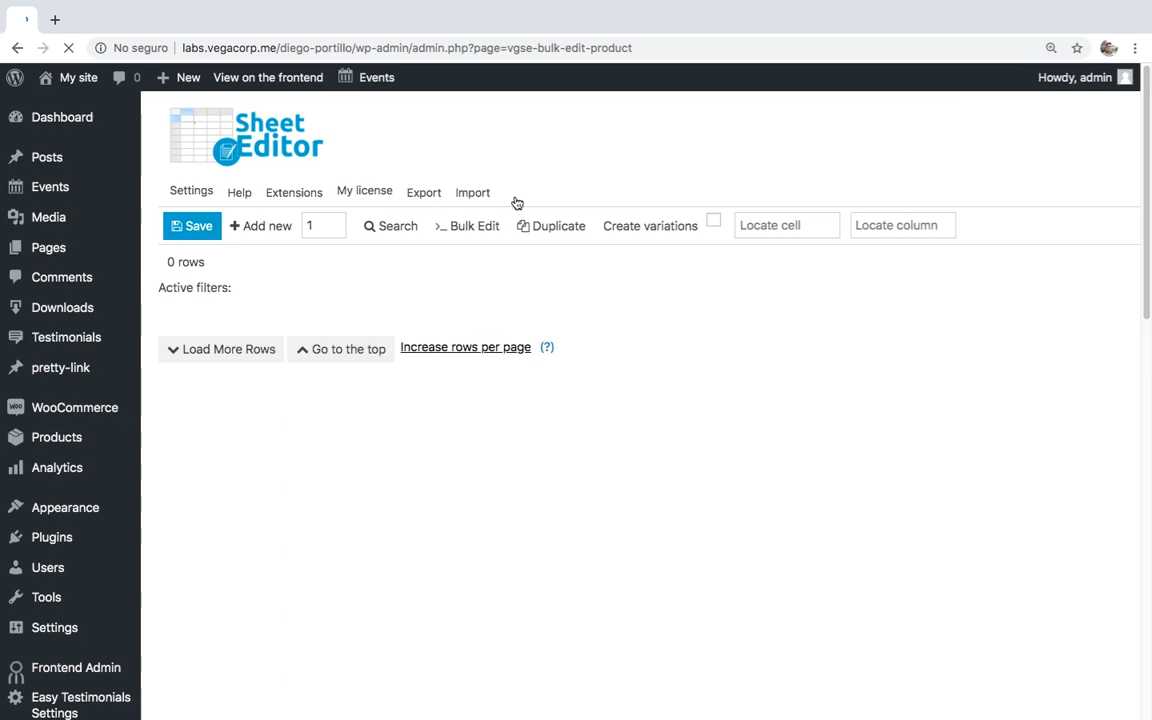 No seguro
labs.vegacorp.me/diego-portillo/wp-admin/admin.php?page=vgse-bulk-edit-product
My site
0
New
View on the frontend
Events
Howdy, admin
Dashboard
Posts
Events
Media
Pages
Comments
Downloads
Testimonials
pretty-link
WooCommerce
Products
Analytics
Appearance
Plugins
Users
Tools
Settings
Frontend Admin
Easy Testimonials
Settings
Sheet
Editor
Settings
Help
Extensions
My license
Export
Import
Save
Add new
1
Search
Bulk Edit
Duplicate
Create variations
Locate cell
Locate column
0 rows
Active filters:
Load More Rows
Go to the top
Increase rows per page
(?)